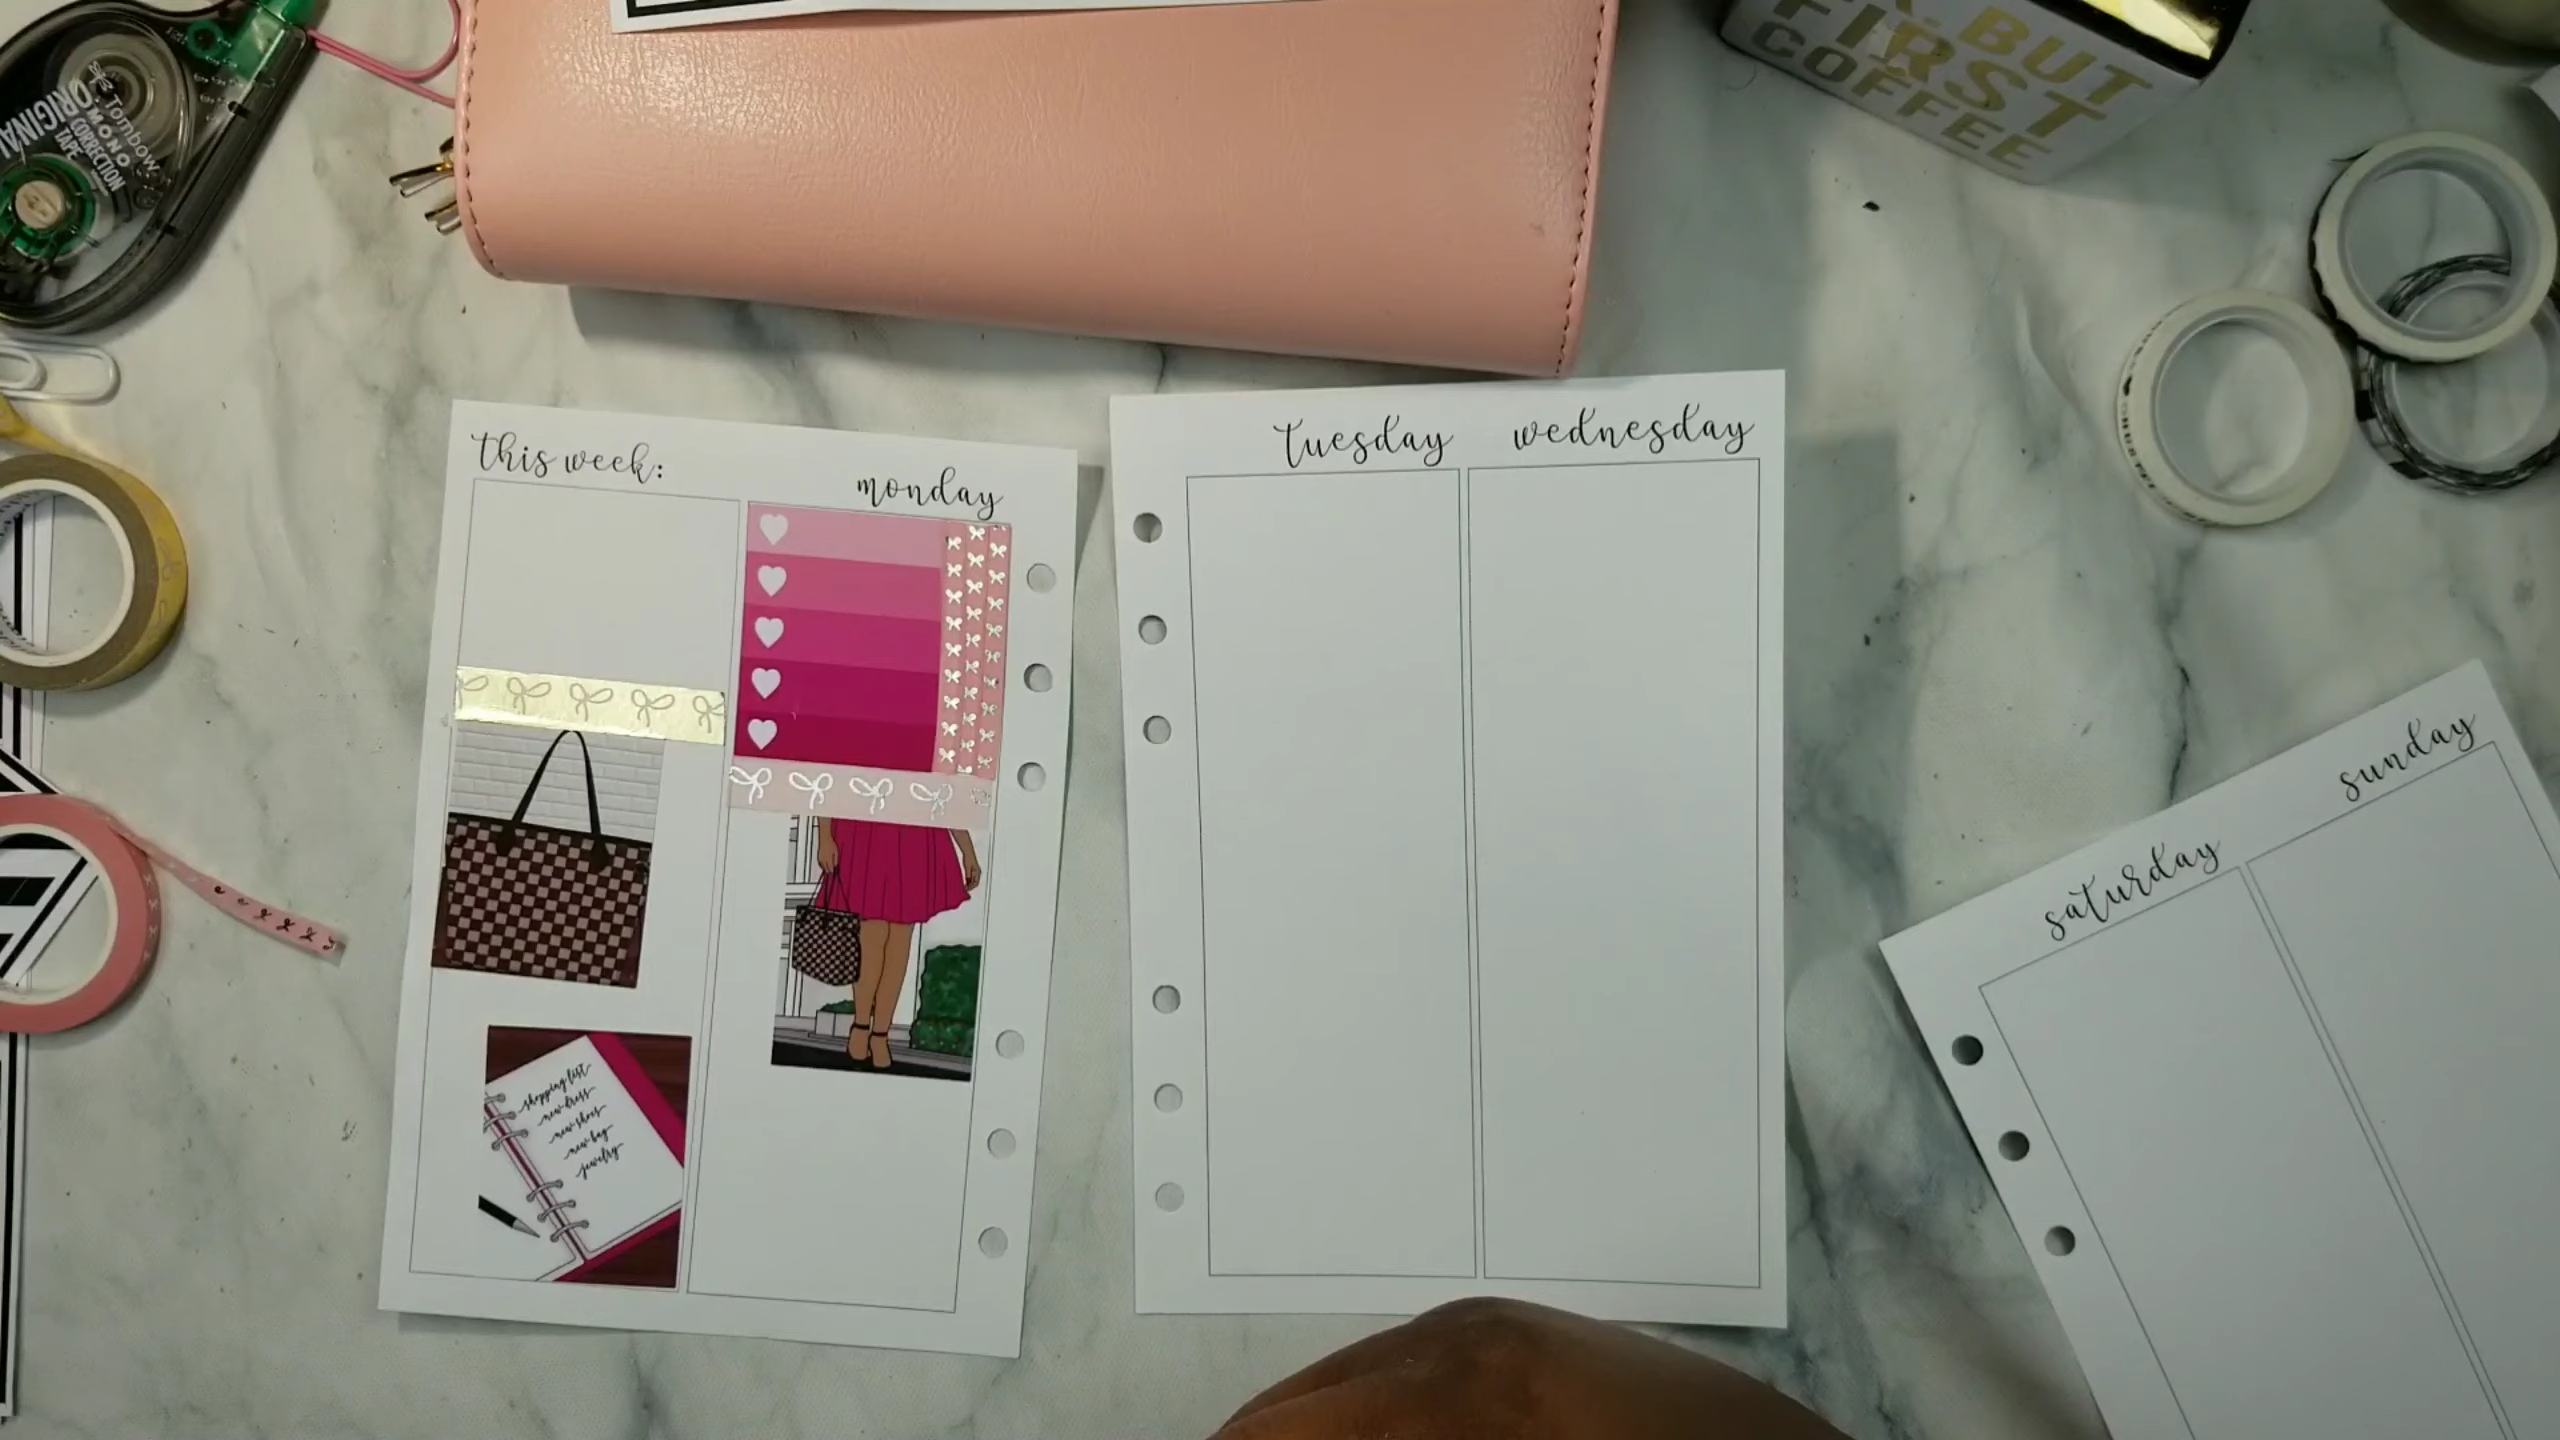 Tombow
MONO
ORIGINAL
CORRECTION
TAPE
BUT
FIRST
COFFEE
this week:
monday
tuesday
wednesday
saturday
sunday
shopping list
new dress
new shoes
new bag
jewelry